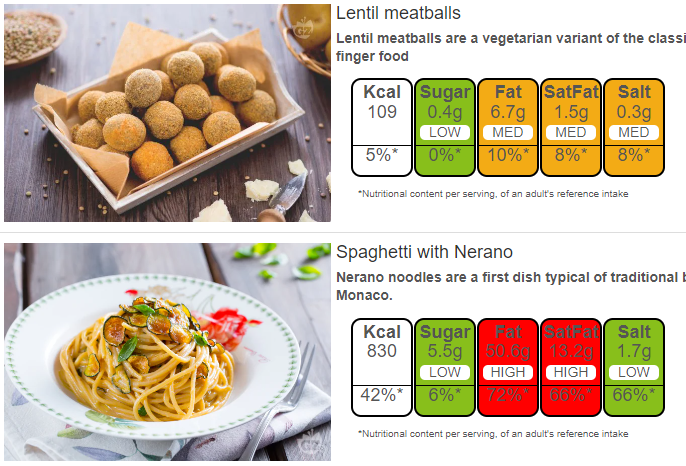 Lentil meatballs
Lentil meatballs are a vegetarian variant of the classi
finger food
Kcal Sugar Fat SatFat Salt
109 0.4g 6.7g 1.5g 0.3g
LOW MED MED MED
5%* 0%* 10%* 8%* 8%*
*Nutritional content per serving, of an adult's reference intake
Spaghetti with Nerano
Nerano noodles are a first dish typical of traditional b
Monaco.
Kcal Sugar Fat SatFat Salt
830 5.5g 50.6g 13.2g 1.7g
LOW HIGH HIGH LOW
42%* 6%* 72%* 66%* 66%*
*Nutritional content per serving, of an adult's reference intake
GZ